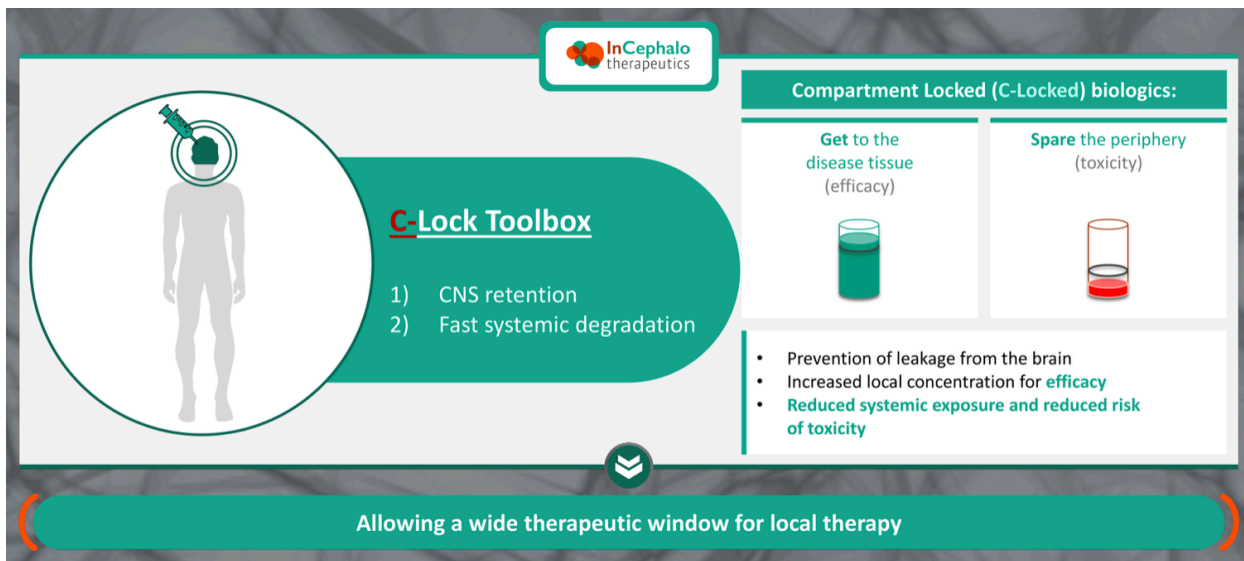 InCephalo
therapeutics
C-Lock Toolbox
1) CNS retention
2) Fast systemic degradation
Compartment Locked (C-Locked) biologics:
Get to the
disease tissue
(efficacy)
Spare the periphery
(toxicity)
• Prevention of leakage from the brain
• Increased local concentration for efficacy
• Reduced systemic exposure and reduced risk
of toxicity
Allowing a wide therapeutic window for local therapy